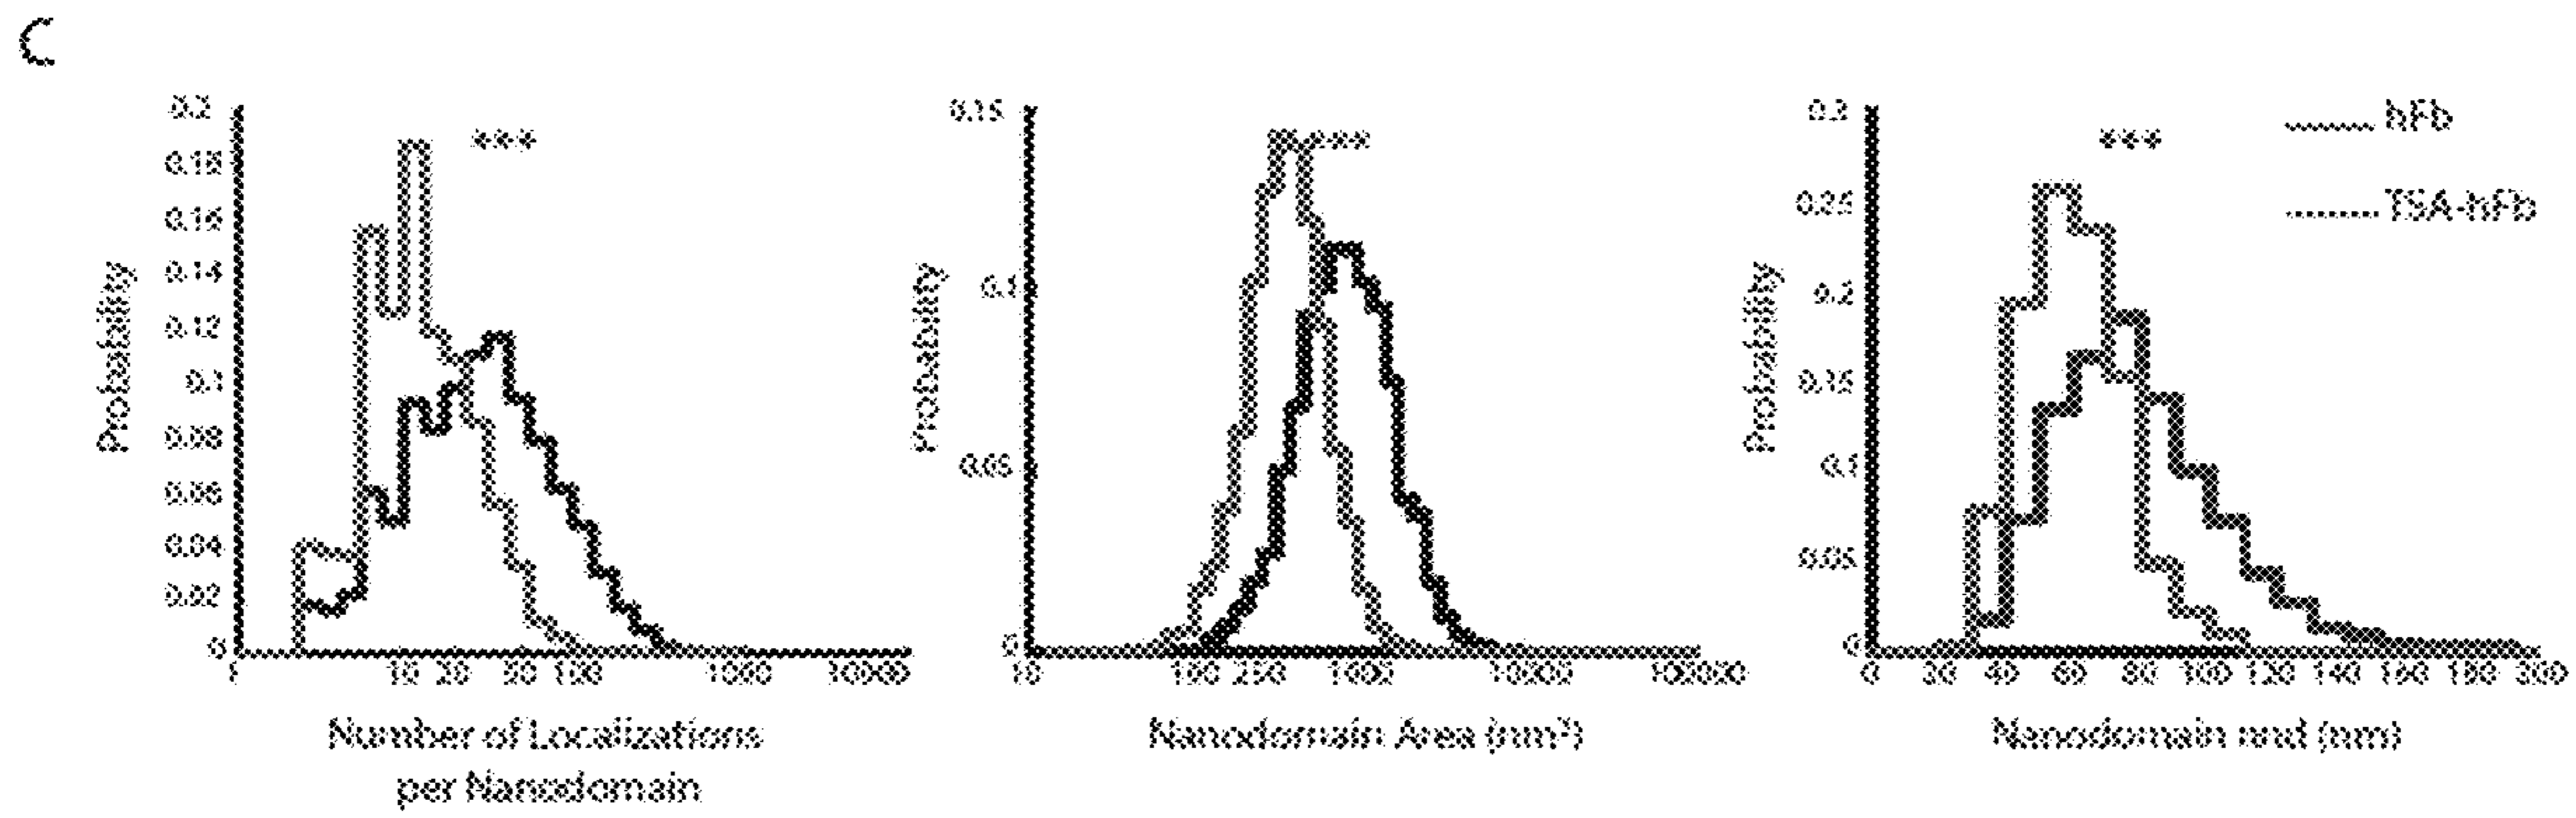 C
0.2
0.18
0.16
0.14
0.12
0.1
0.08
0.06
0.04
0.02
0
Probability
***
1 10 20 50 100 1000 10000
Number of Localizations
per Nanodomain
0.15
0.1
0.05
0
Probability
***
10 100 250 1000 10000 100000
Nanodomain Area (nm²)
0.3
0.25
0.2
0.15
0.1
0.05
0
Probability
***
0 20 40 60 80 100 120 140 160 180 200
Nanodomain nnd (nm)
hFb
TSA-hFb